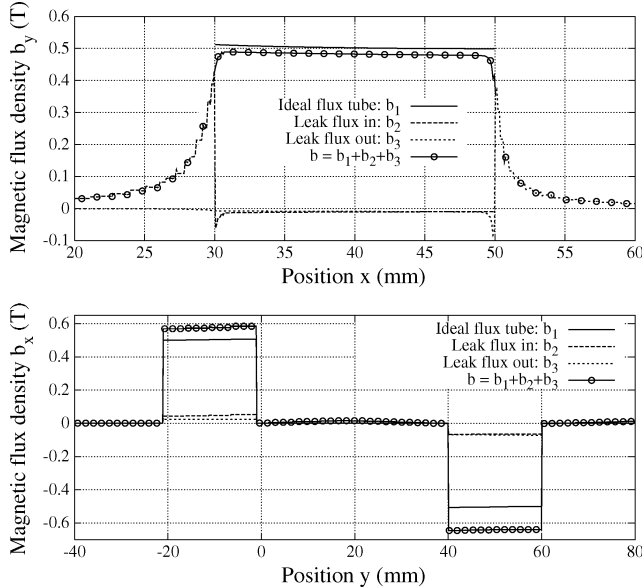 0.6
0.5
0.4
0.3
0.2
0.1
0
-0.1
Magnetic flux density b_y (T)
Ideal flux tube: b_1
Leak flux in: b_2
Leak flux out: b_3
b = b_1+b_2+b_3
20 25 30 35 40 45 50 55 60
Position x (mm)
0.6
0.4
0.2
0
-0.2
-0.4
-0.6
Magnetic flux density b_x (T)
Ideal flux tube: b_1
Leak flux in: b_2
Leak flux out: b_3
b = b_1+b_2+b_3
-40 -20 0 20 40 60 80
Position y (mm)